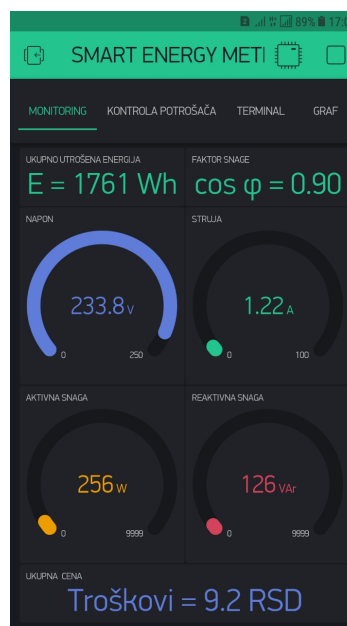 89% 17:0
SMART ENERGY METI
MONITORING KONTROLA POTROŠAČA TERMINAL GRAF
UKUPNO UTROŠENA ENERGIJA FAKTOR SNAGE
E = 1761 Wh cos φ = 0.90
NAPON STRUJA
233.8 V 1.22 A
0 250 0 100
AKTIVNA SNAGA REAKTIVNA SNAGA
256 W 126 VAr
0 9999 0 9999
UKUPNA CENA
Troškovi = 9.2 RSD